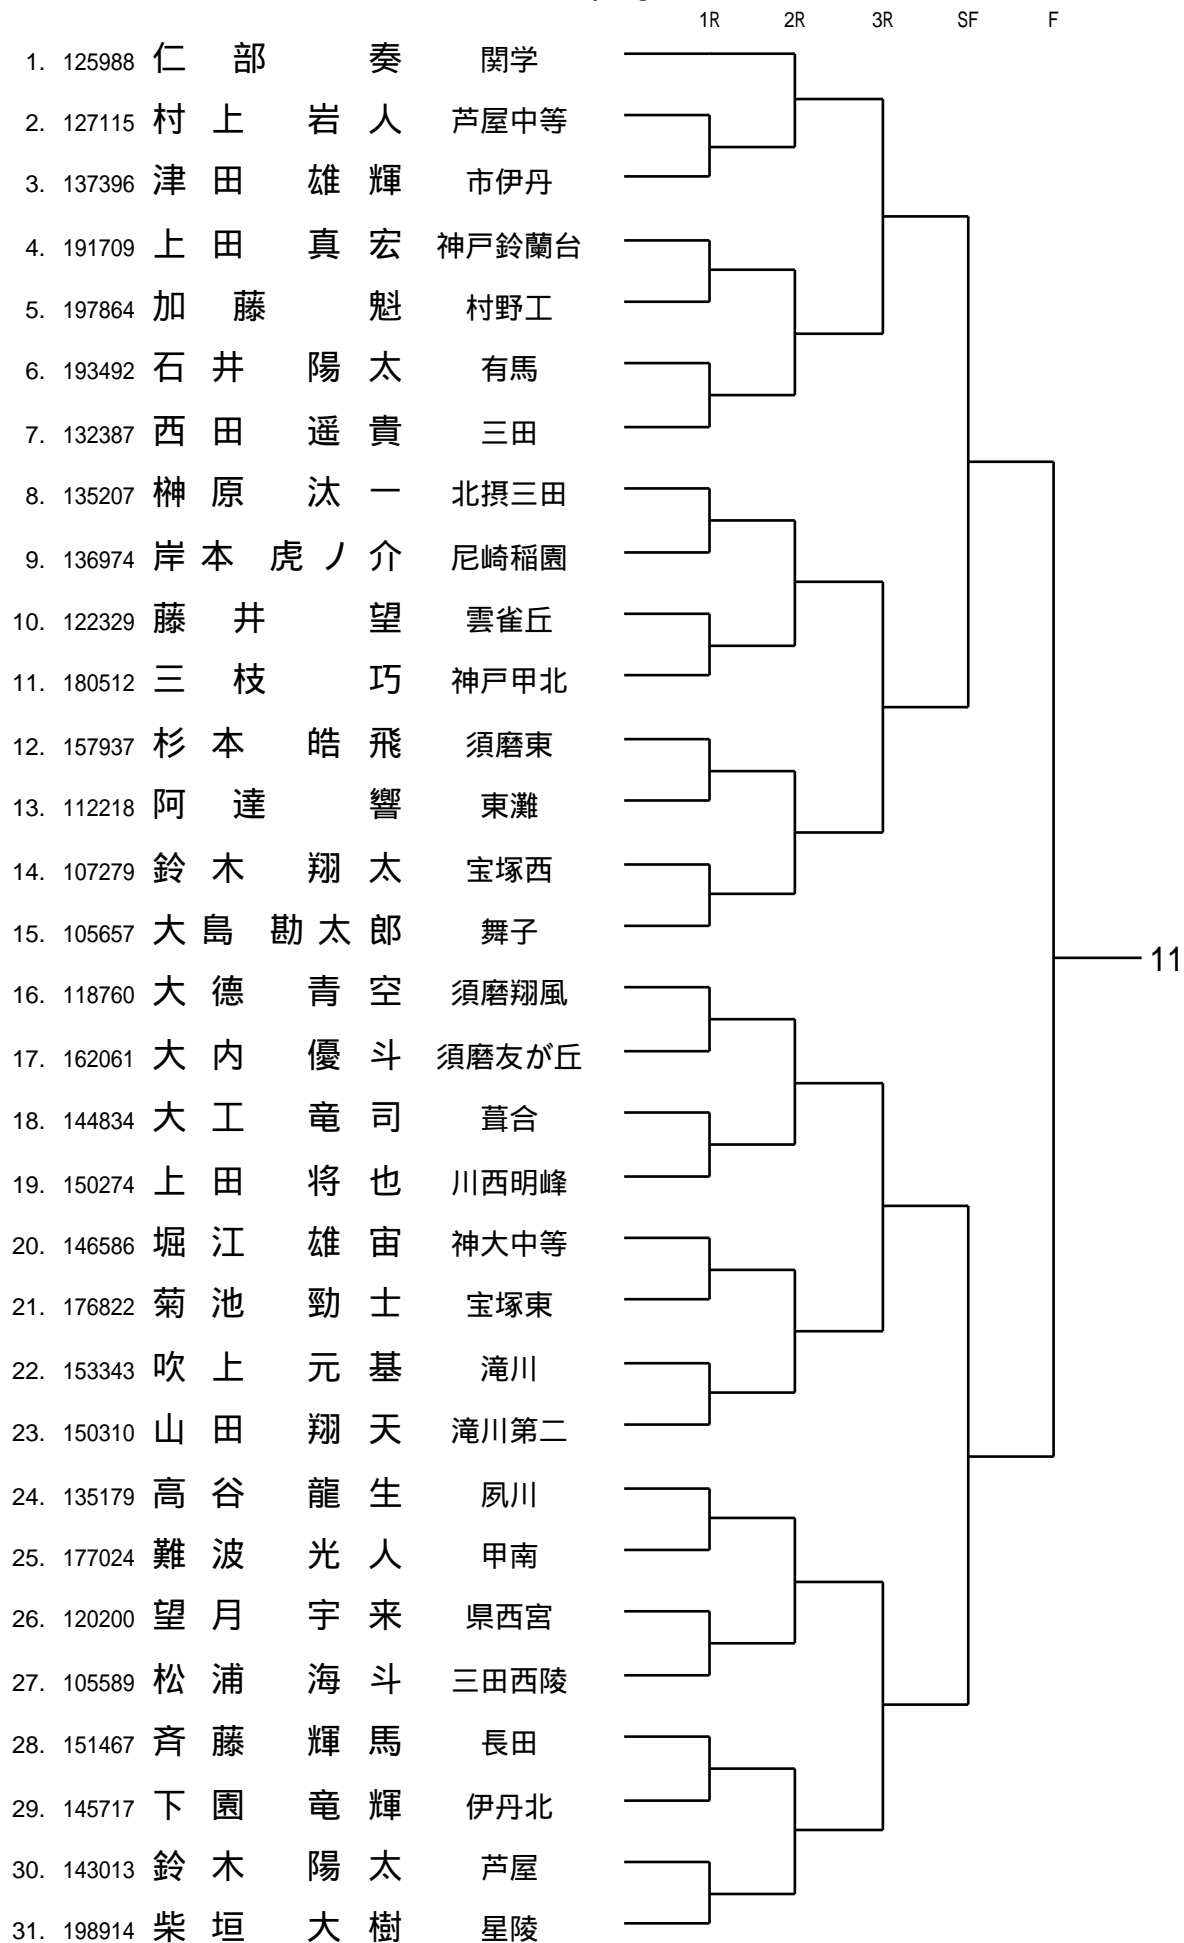 1R 2R 3R SF F
1. 125988 仁部 奏 関学
2. 127115 村上 岩人 芦屋中等
3. 137396 津田 雄輝 市伊丹
4. 191709 上田 真宏 神戸鈴蘭台
5. 197864 加藤 魁 村野工
6. 193492 石井 陽太 有馬
7. 132387 西田 遥貴 三田
8. 135207 榊原 汰一 北摂三田
9. 136974 岸本 虎ノ介 尼崎稲園
10. 122329 藤井 望 雲雀丘
11. 180512 三枝 巧 神戸甲北
12. 157937 杉本 皓飛 須磨東
13. 112218 阿達 響 東灘
14. 107279 鈴木 翔太 宝塚西
15. 105657 大島 勘太郎 舞子
11
16. 118760 大德 青空 須磨翔風
17. 162061 大内 優斗 須磨友が丘
18. 144834 大工 竜司 葺合
19. 150274 上田 将也 川西明峰
20. 146586 堀江 雄宙 神大中等
21. 176822 菊池 勁士 宝塚東
22. 153343 吹上 元基 滝川
23. 150310 山田 翔天 滝川第二
24. 135179 高谷 龍生 夙川
25. 177024 難波 光人 甲南
26. 120200 望月 宇来 県西宮
27. 105589 松浦 海斗 三田西陵
28. 151467 斉藤 輝馬 長田
29. 145717 下園 竜輝 伊丹北
30. 143013 鈴木 陽太 芦屋
31. 198914 柴垣 大樹 星陵